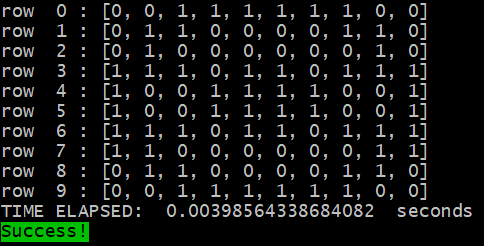 row  0 : [0, 0, 1, 1, 1, 1, 1, 1, 0, 0]
row  1 : [0, 1, 1, 0, 0, 0, 0, 1, 1, 0]
row  2 : [0, 1, 0, 0, 0, 0, 0, 0, 1, 0]
row  3 : [1, 1, 1, 0, 1, 1, 0, 1, 1, 1]
row  4 : [1, 0, 0, 1, 1, 1, 1, 0, 0, 1]
row  5 : [1, 0, 0, 1, 1, 1, 1, 0, 0, 1]
row  6 : [1, 1, 1, 0, 1, 1, 0, 1, 1, 1]
row  7 : [1, 1, 0, 0, 0, 0, 0, 0, 1, 1]
row  8 : [0, 1, 1, 0, 0, 0, 0, 1, 1, 0]
row  9 : [0, 0, 1, 1, 1, 1, 1, 1, 0, 0]
TIME ELAPSED:  0.00398564338684082  seconds
Success!